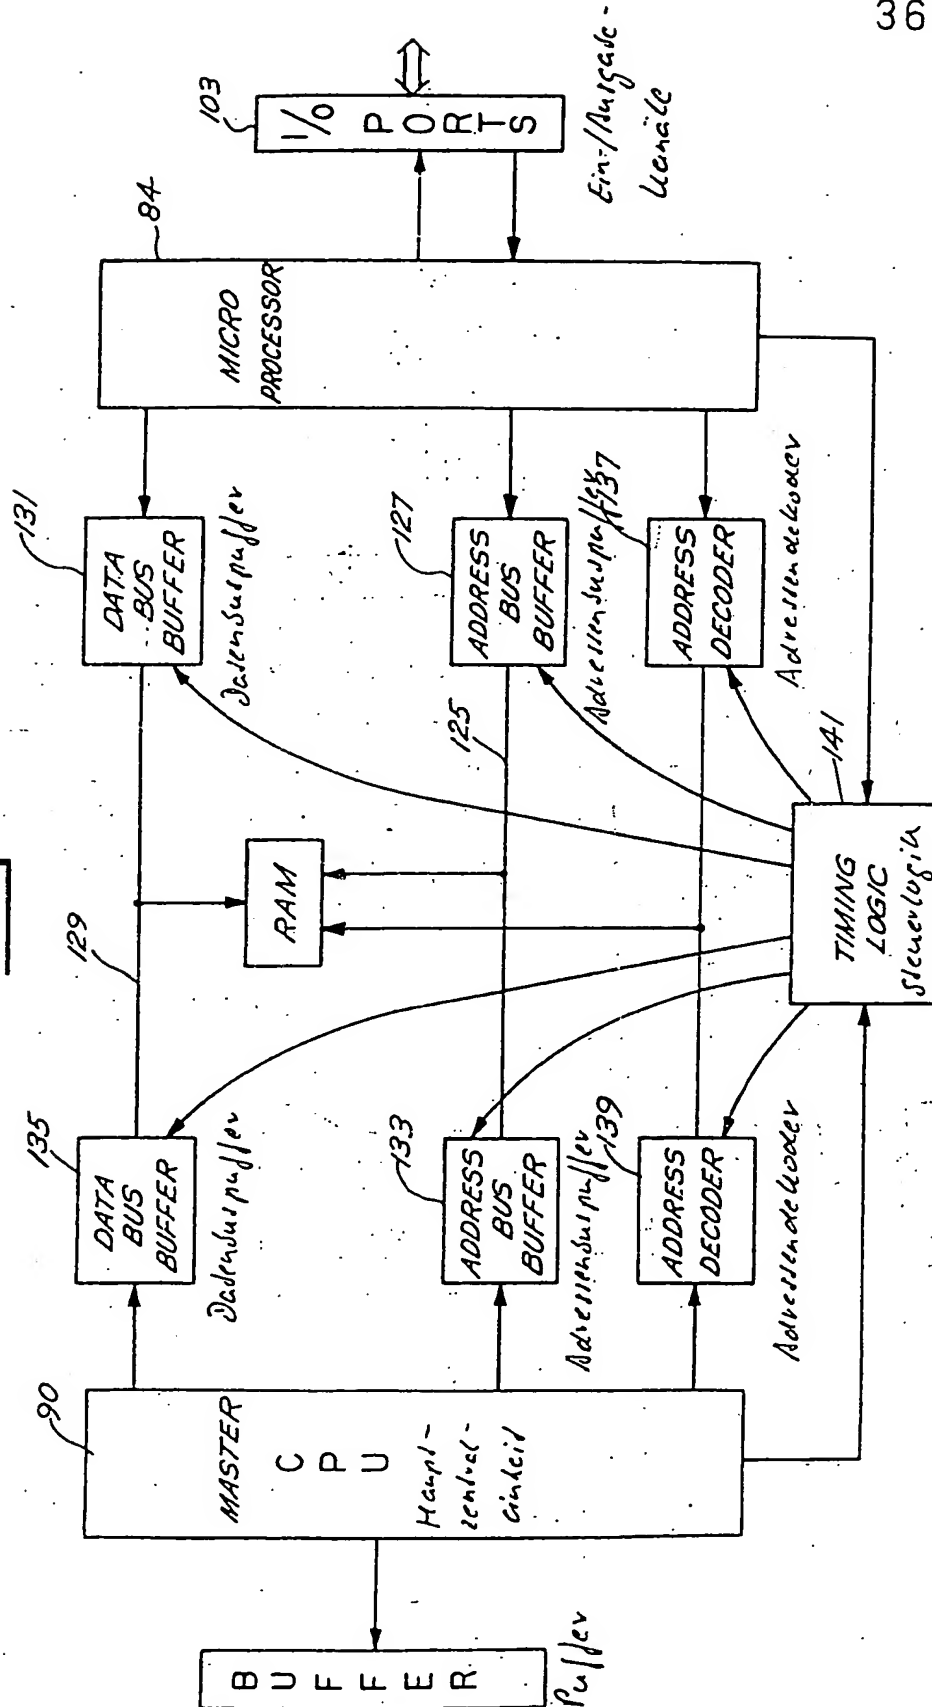 36
103
I/O
PORTS
Ein-/Ausgabe-
kanäle
84
MICRO
PROCESSOR
131
DATA
BUS
BUFFER
Datenbuspuffer
127
ADDRESS
BUS
BUFFER
Adressenbuspuffer
137
ADDRESS
DECODER
Adressendekoder
129
RAM
125
141
TIMING
LOGIC
Steuerlogik
135
DATA
BUS
BUFFER
Datenbuspuffer
133
ADDRESS
BUS
BUFFER
Adressenbuspuffer
139
ADDRESS
DECODER
Adressendekoder
90
MASTER
CPU
Haupt-
zentral-
einheit
BUFFER
Puffer